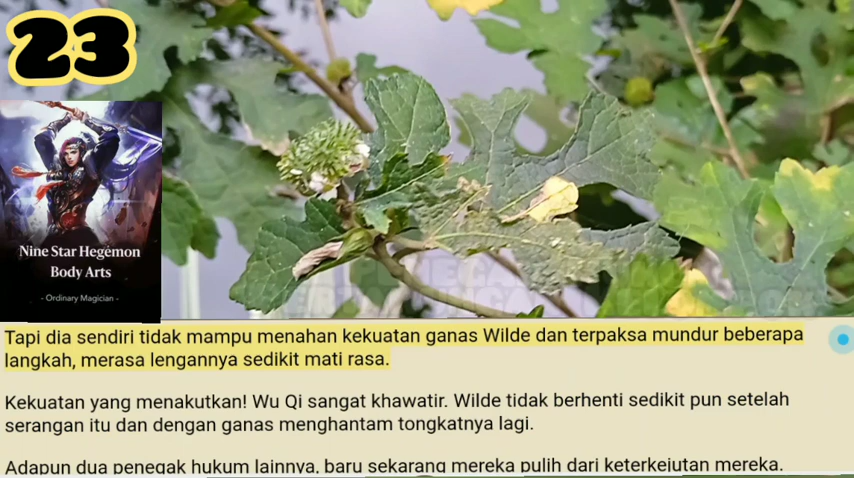 23
Nine Star Hegemon
Body Arts
- Ordinary Magician -
Tapi dia sendiri tidak mampu menahan kekuatan ganas Wilde dan terpaksa mundur beberapa
langkah, merasa lengannya sedikit mati rasa.
Kekuatan yang menakutkan! Wu Qi sangat khawatir. Wilde tidak berhenti sedikit pun setelah
serangan itu dan dengan ganas menghantam tongkatnya lagi.
Adapun dua penegak hukum lainnya, baru sekarang mereka pulih dari keterkejutan mereka.